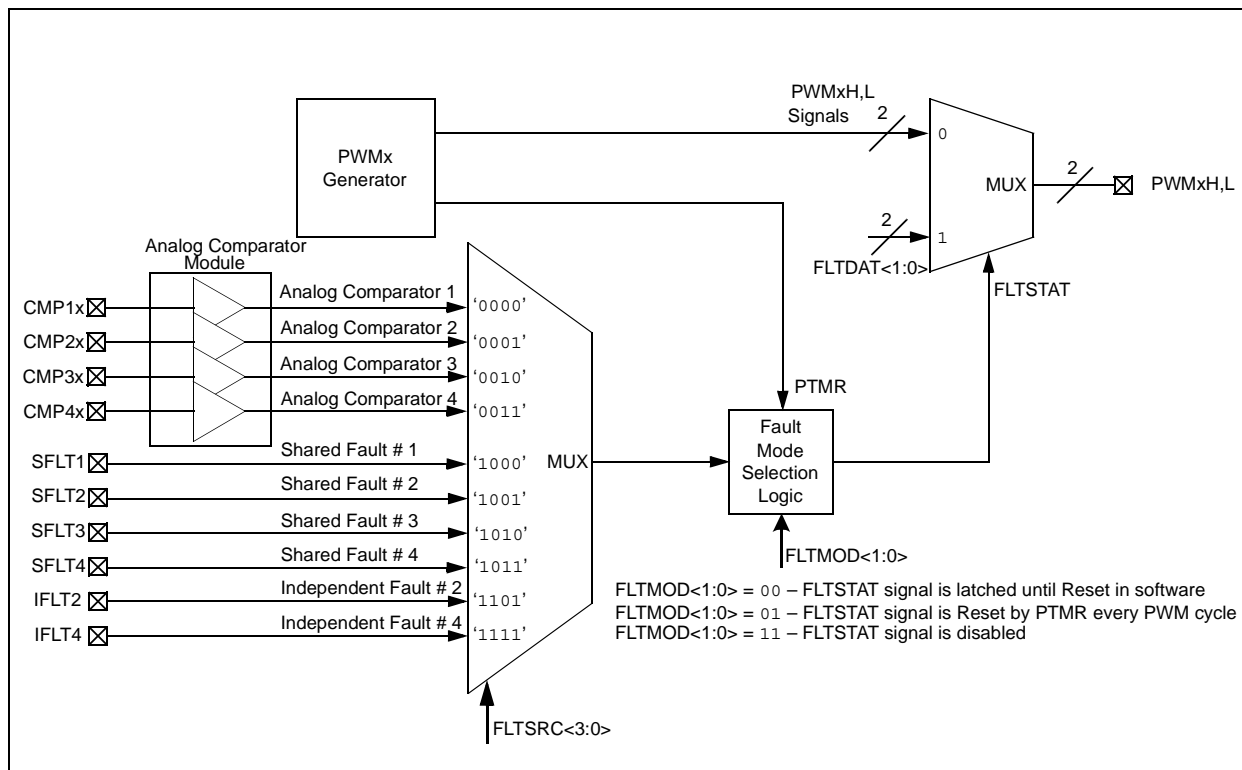 PWMxH,L
Signals
2
0
PWMx
Generator
MUX
2
PWMxH,L
2
1
FLTDAT<1:0>
FLTSTAT
Analog Comparator
Module
CMP1x
Analog Comparator 1
‘0000’
CMP2x
Analog Comparator 2
‘0001’
CMP3x
Analog Comparator 3
‘0010’
CMP4x
Analog Comparator 4
‘0011’
PTMR
SFLT1
Shared Fault # 1
‘1000’
MUX
Fault
Mode
Selection
Logic
SFLT2
Shared Fault # 2
‘1001’
SFLT3
Shared Fault # 3
‘1010’
SFLT4
Shared Fault # 4
‘1011’
IFLT2
Independent Fault # 2
‘1101’
IFLT4
Independent Fault # 4
‘1111’
FLTMOD<1:0>
FLTMOD<1:0> = 00 – FLTSTAT signal is latched until Reset in software
FLTMOD<1:0> = 01 – FLTSTAT signal is Reset by PTMR every PWM cycle
FLTMOD<1:0> = 11 – FLTSTAT signal is disabled
FLTSRC<3:0>